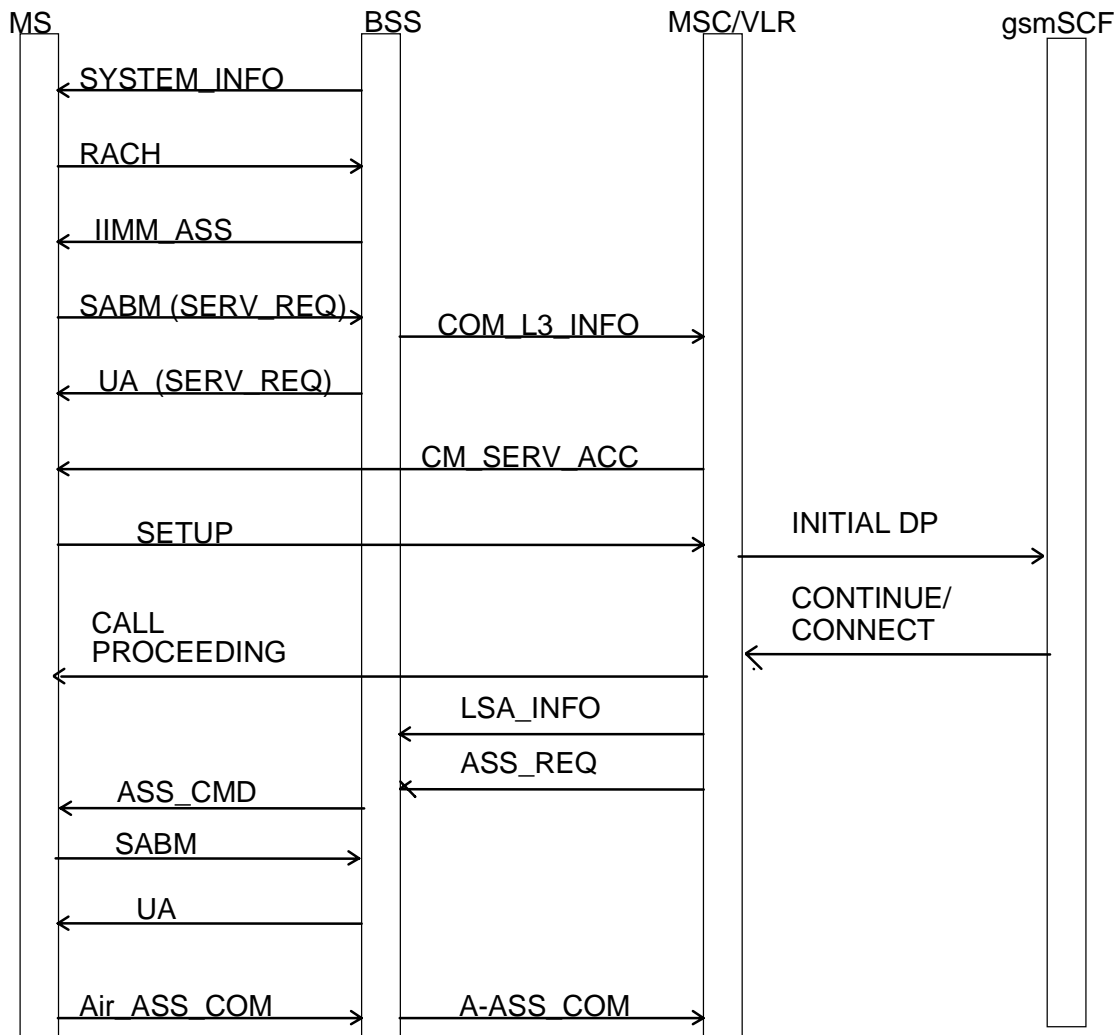 MS BSS MSC/VLR gsmSCF
SYSTEM_INFO
RACH
IIMM_ASS
SABM (SERV_REQ)
COM_L3_INFO
UA (SERV_REQ)
CM_SERV_ACC
SETUP
INITIAL DP
CONTINUE/
CONNECT
CALL
PROCEEDING
LSA_INFO
ASS_REQ
ASS_CMD
SABM
UA
Air_ASS_COM
A-ASS_COM